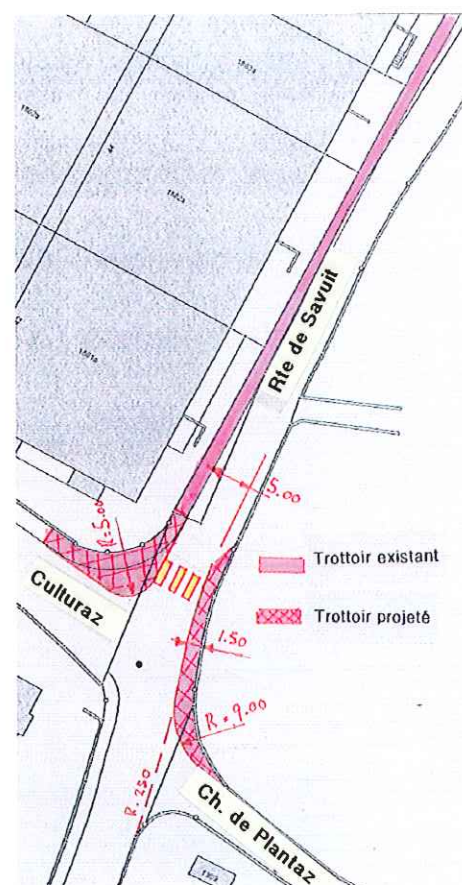 Rte de Savuit
5.00
R=5.00
Trottoir existant
Culturaz
Trottoir projeté
1.50
R=9.00
R.250
Ch. de Plantaz